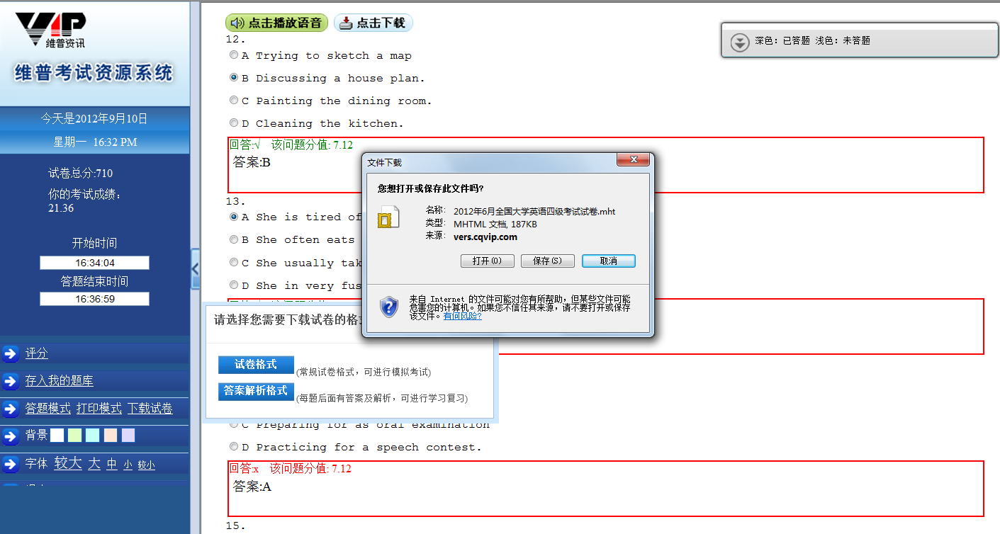 VIP
维普资讯
维普考试资源系统
今天是2012年9月10日
星期一 16:32 PM
试卷总分:710
你的考试成绩:
21.36
开始时间
16:34:04
答题结束时间
16:36:59
评分
存入我的题库
答题模式 打印模式 下载试卷
背景
字体 较大 大 中 小 较小
点击播放语音 点击下载
深色: 已答题 浅色: 未答题
12.
A Trying to sketch a map
B Discussing a house plan.
C Painting the dining room.
D Cleaning the kitchen.
回答:√ 该问题分值: 7.12
答案:B
13.
A She is tired of
B She often eats
C She usually
D She in very
文件下载
您想打开或保存此文件吗?
名称: 2012年6月全国大学英语四级考试试卷.mht
类型: MHTML 文档, 187KB
来源: vers.cqvip.com
打开(O) 保存(S) 取消
来自 Internet 的文件可能对您有所帮助，但某些文件可能
危害您的计算机。如果您不信任其来源，请不要打开或保存
该文件。有何风险?
请选择您需要下载试卷的格
试卷格式 (常规试卷格式，可进行模拟考试)
答案解析格式 (每题后面有答案及解析，可进行学习复习)
C Preparing for as oral examination
D Practicing for a speech contest.
回答:x 该问题分值: 7.12
答案:A
15.